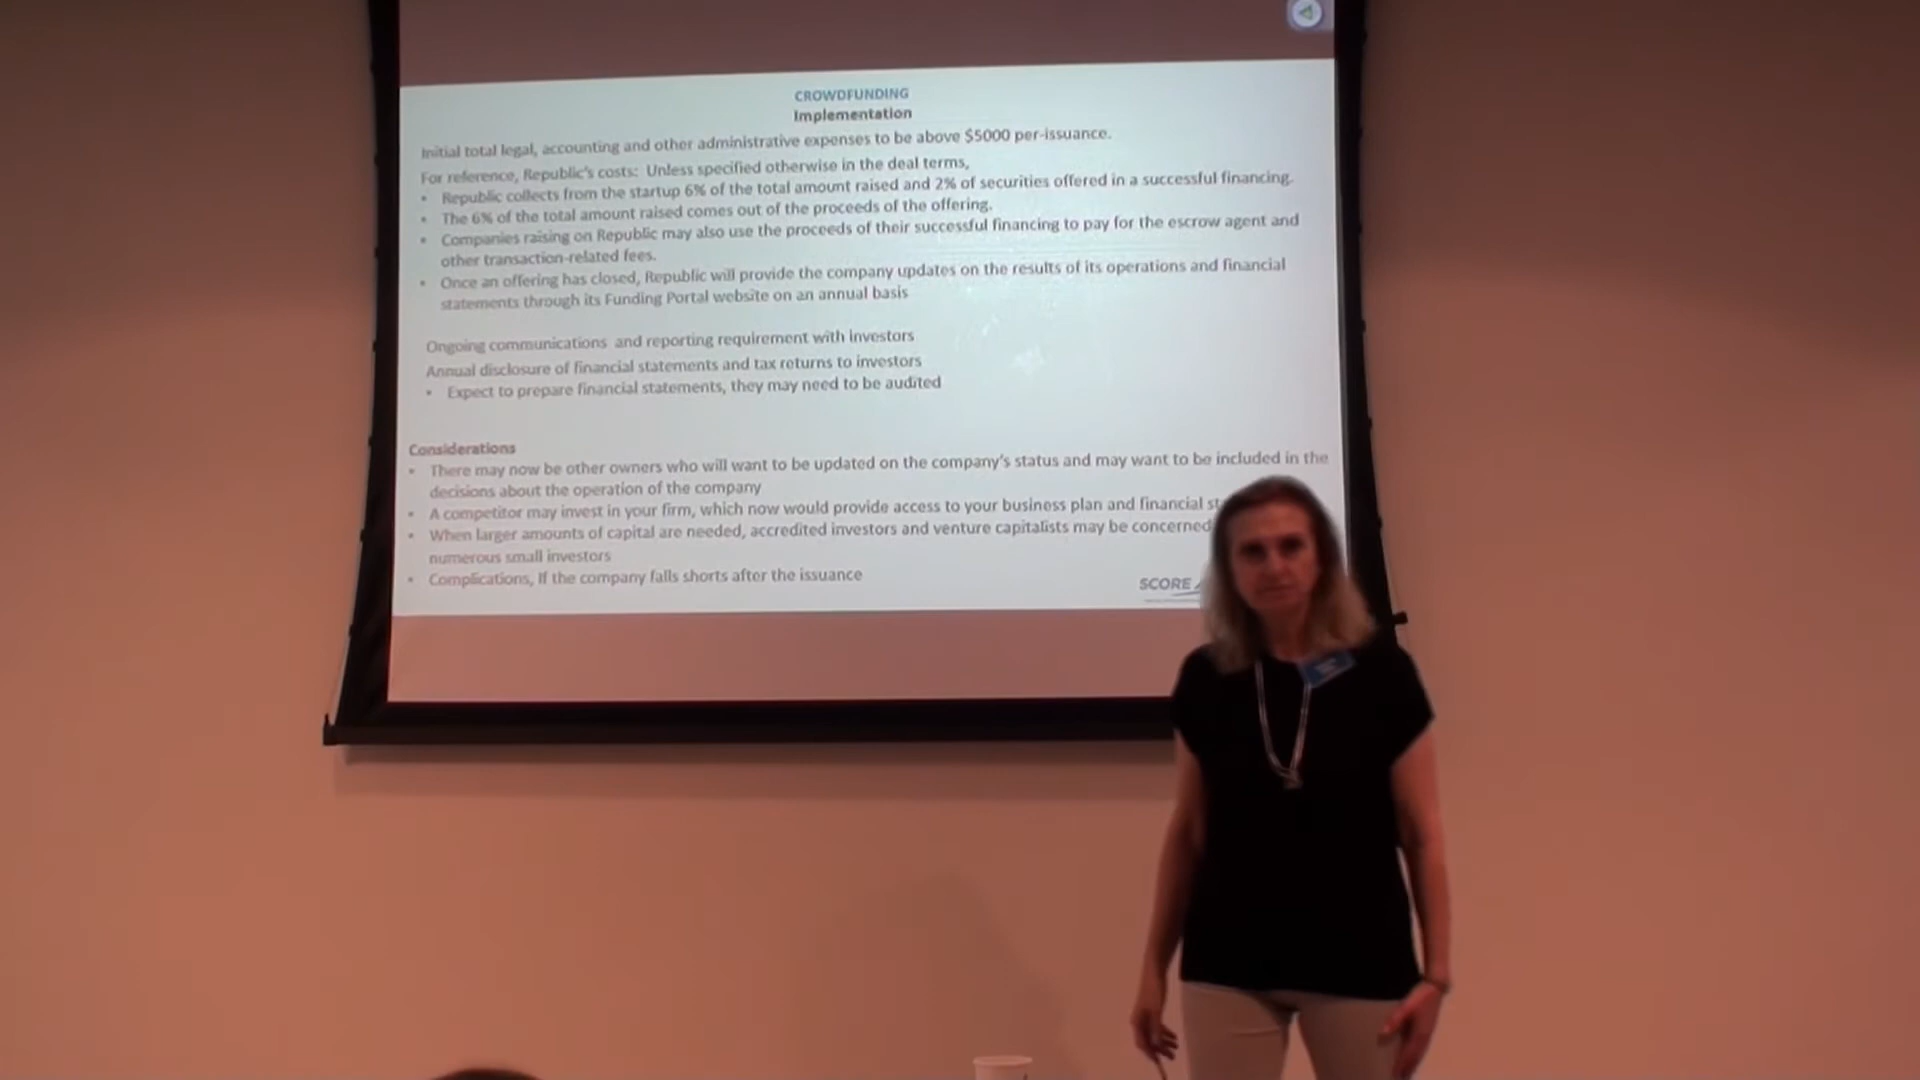 CROWDFUNDING
Implementation
Initial total legal, accounting and other administrative expenses to be above $5000 per-issuance.
For reference, Republic's costs: Unless specified otherwise in the deal terms,
• Republic collects from the startup 6% of the total amount raised and 2% of securities offered in a successful financing.
• The 6% of the total amount raised comes out of the proceeds of the offering.
• Companies raising on Republic may also use the proceeds of their successful financing to pay for the escrow agent and
other transaction-related fees.
• Once an offering has closed, Republic will provide the company updates on the results of its operations and financial
statements through its Funding Portal website on an annual basis
Ongoing communications and reporting requirement with investors
Annual disclosure of financial statements and tax returns to investors
• Expect to prepare financial statements, they may need to be audited
Considerations
• There may now be other owners who will want to be updated on the company's status and may want to be included in the
decisions about the operation of the company
• A competitor may invest in your firm, which now would provide access to your business plan and financial
• When larger amounts of capital are needed, accredited investors and venture capitalists may be concerned
numerous small investors
• Complications, If the company falls shorts after the issuance
SCORE